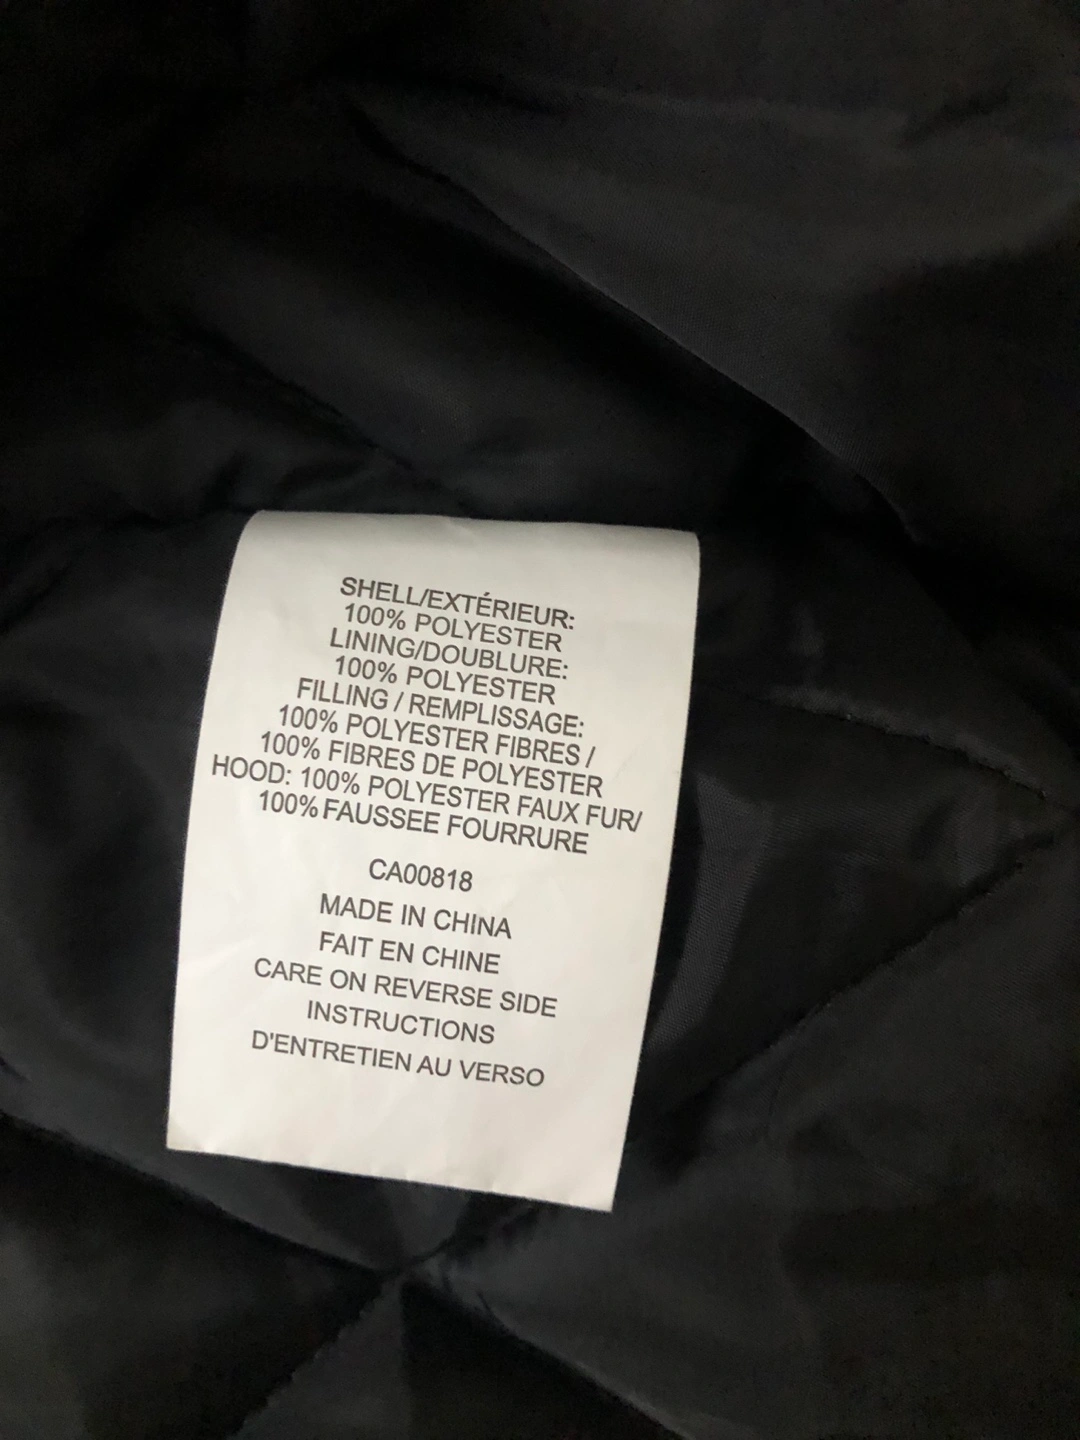 SHELL/EXTÉRIEUR:
100% POLYESTER
LINING/DOUBLURE:
100% POLYESTER
FILLING / REMPLISSAGE:
100% POLYESTER FIBRES /
100% FIBRES DE POLYESTER
HOOD: 100% POLYESTER FAUX FUR/
100% FAUSSEE FOURRURE
CA00818
MADE IN CHINA
FAIT EN CHINE
CARE ON REVERSE SIDE
INSTRUCTIONS
D'ENTRETIEN AU VERSO